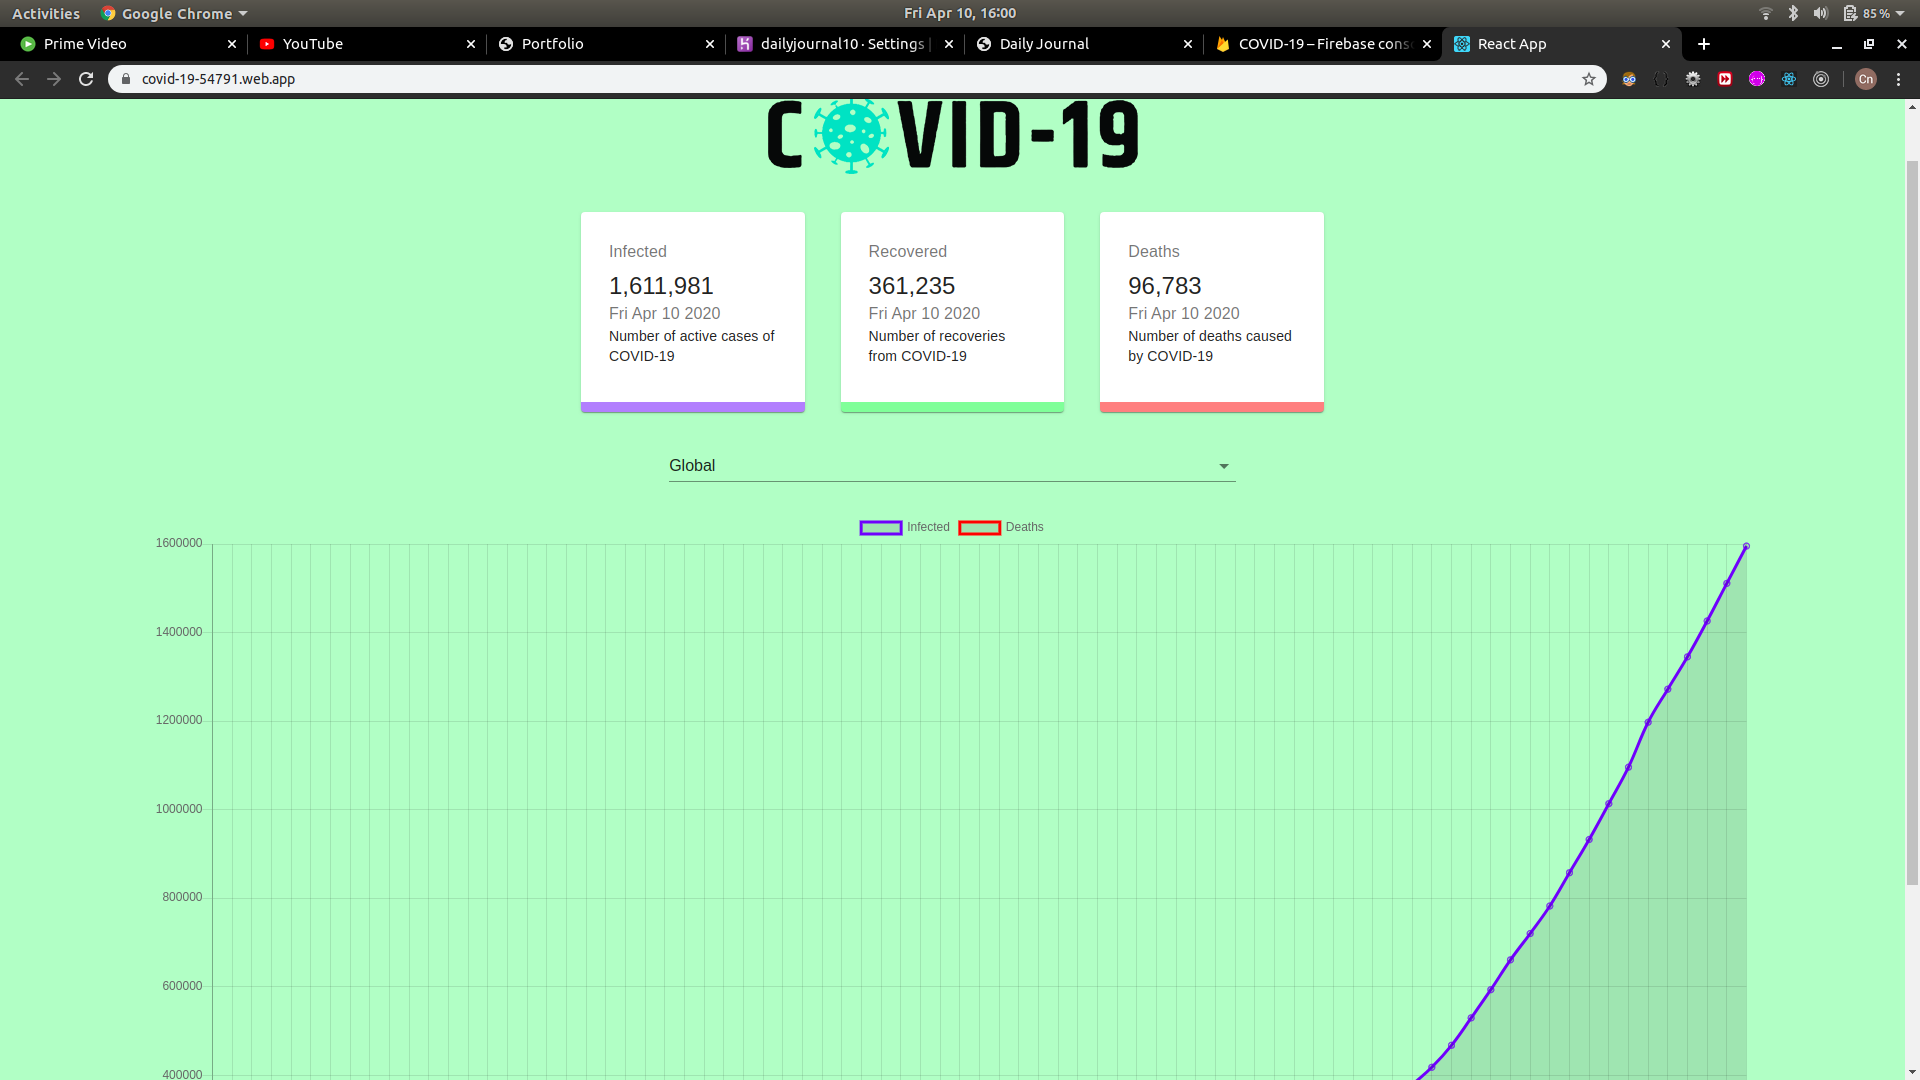 Activities Google Chrome Fri Apr 10, 16:00 85 %
Prime Video YouTube Portfolio dailyjournal10 · Settings | Daily Journal COVID-19 – Firebase conso React App
covid-19-54791.web.app Cn
COVID-19
Infected
1,611,981
Fri Apr 10 2020
Number of active cases of
COVID-19
Recovered
361,235
Fri Apr 10 2020
Number of recoveries
from COVID-19
Deaths
96,783
Fri Apr 10 2020
Number of deaths caused
by COVID-19
Global
Infected Deaths
1600000
1400000
1200000
1000000
800000
600000
400000